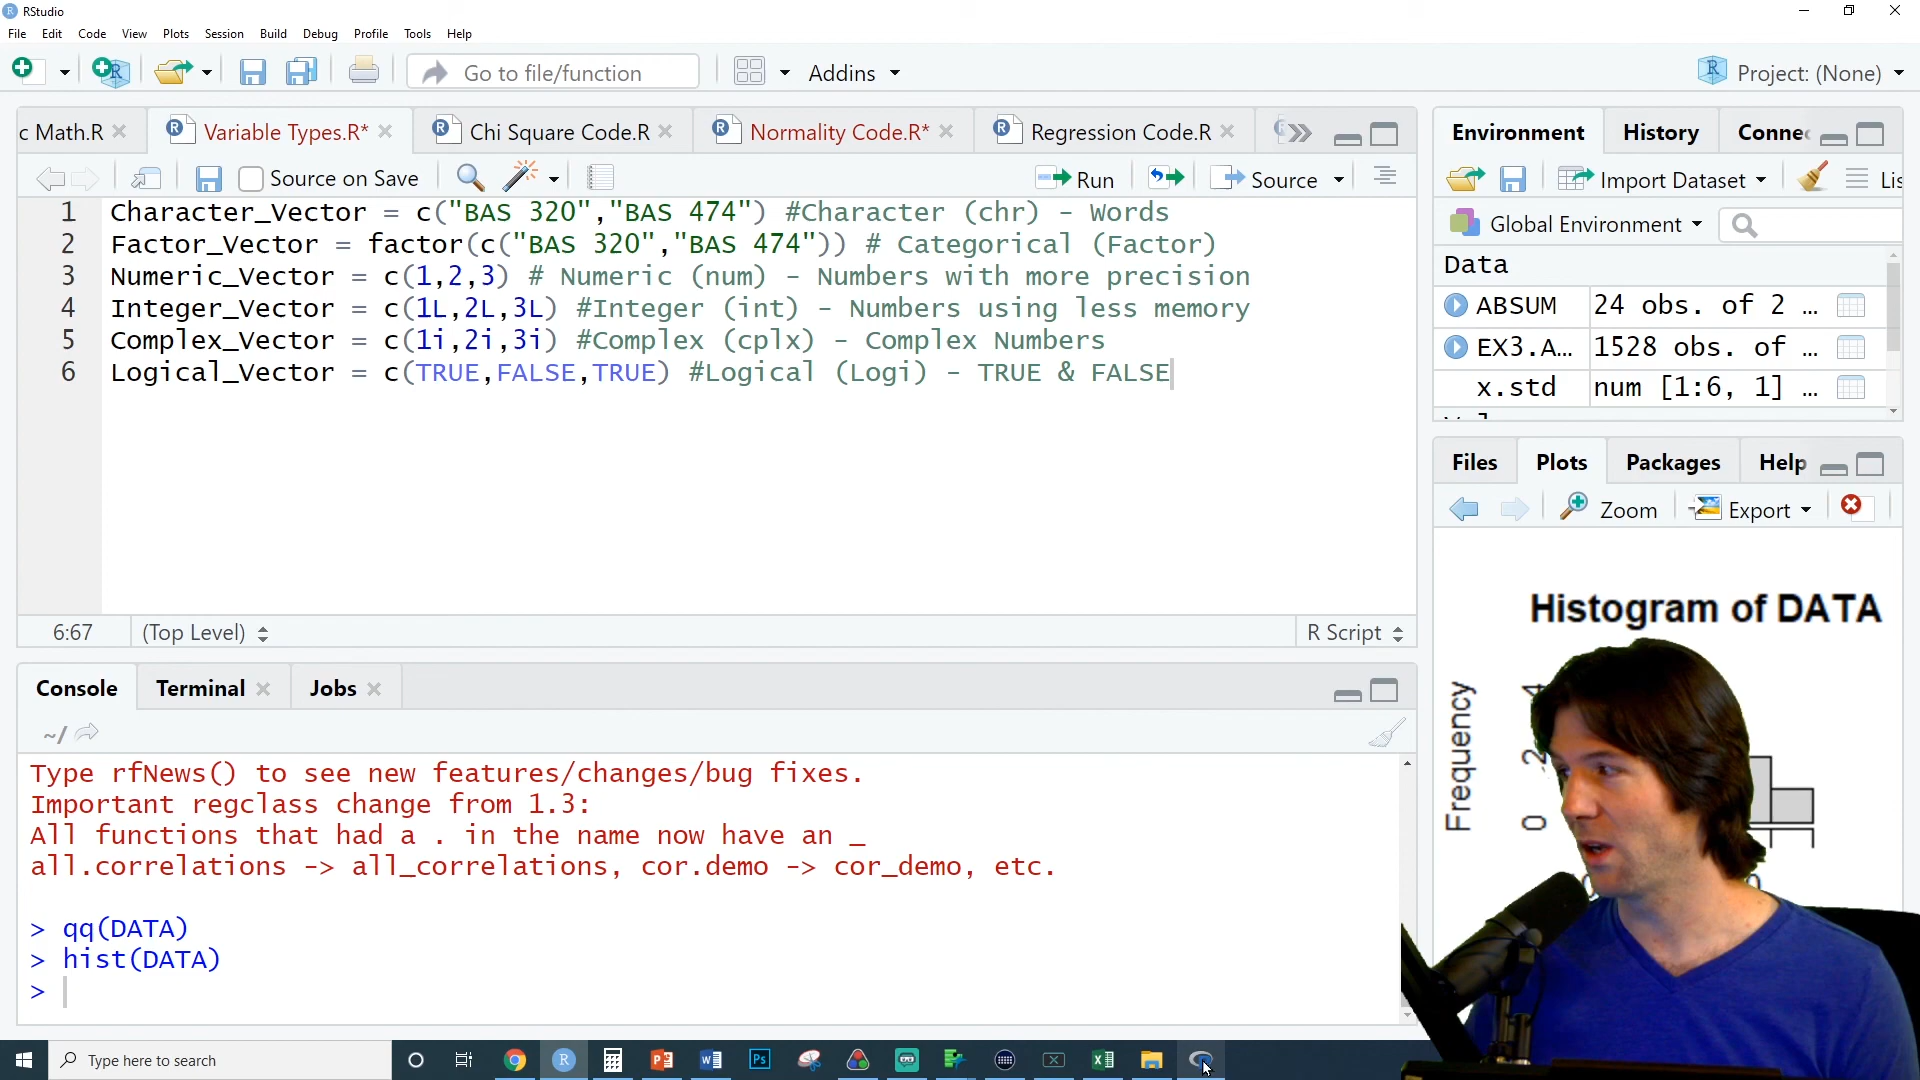 RStudio
File Edit Code View Plots Session Build Debug Profile Tools Help
Go to file/function Addins Project: (None)
c Math.R Variable Types.R* Chi Square Code.R Normality Code.R* Regression Code.R
Source on Save Run Source
1 Character_Vector = c("BAS 320","BAS 474") #Character (chr) - Words
2 Factor_Vector = factor(c("BAS 320","BAS 474")) # Categorical (Factor)
3 Numeric_Vector = c(1,2,3) # Numeric (num) - Numbers with more precision
4 Integer_Vector = c(1L,2L,3L) #Integer (int) - Numbers using less memory
5 Complex_Vector = c(1i,2i,3i) #Complex (cplx) - Complex Numbers
6 Logical_Vector = c(TRUE,FALSE,TRUE) #Logical (Logi) - TRUE & FALSE
6:67 (Top Level) R Script
Console Terminal Jobs
~/
Type rfNews() to see new features/changes/bug fixes.
Important regclass change from 1.3:
All functions that had a . in the name now have an _
all.correlations -> all_correlations, cor.demo -> cor_demo, etc.
> qq(DATA)
> hist(DATA)
>
Environment History Connec
Import Dataset Lis
Global Environment
Data
ABSUM 24 obs. of 2 ...
EX3.A... 1528 obs. of ...
x.std num [1:6, 1] ...
Files Plots Packages Help
Zoom Export
Histogram of DATA
Frequency
4
2
0
Type here to search